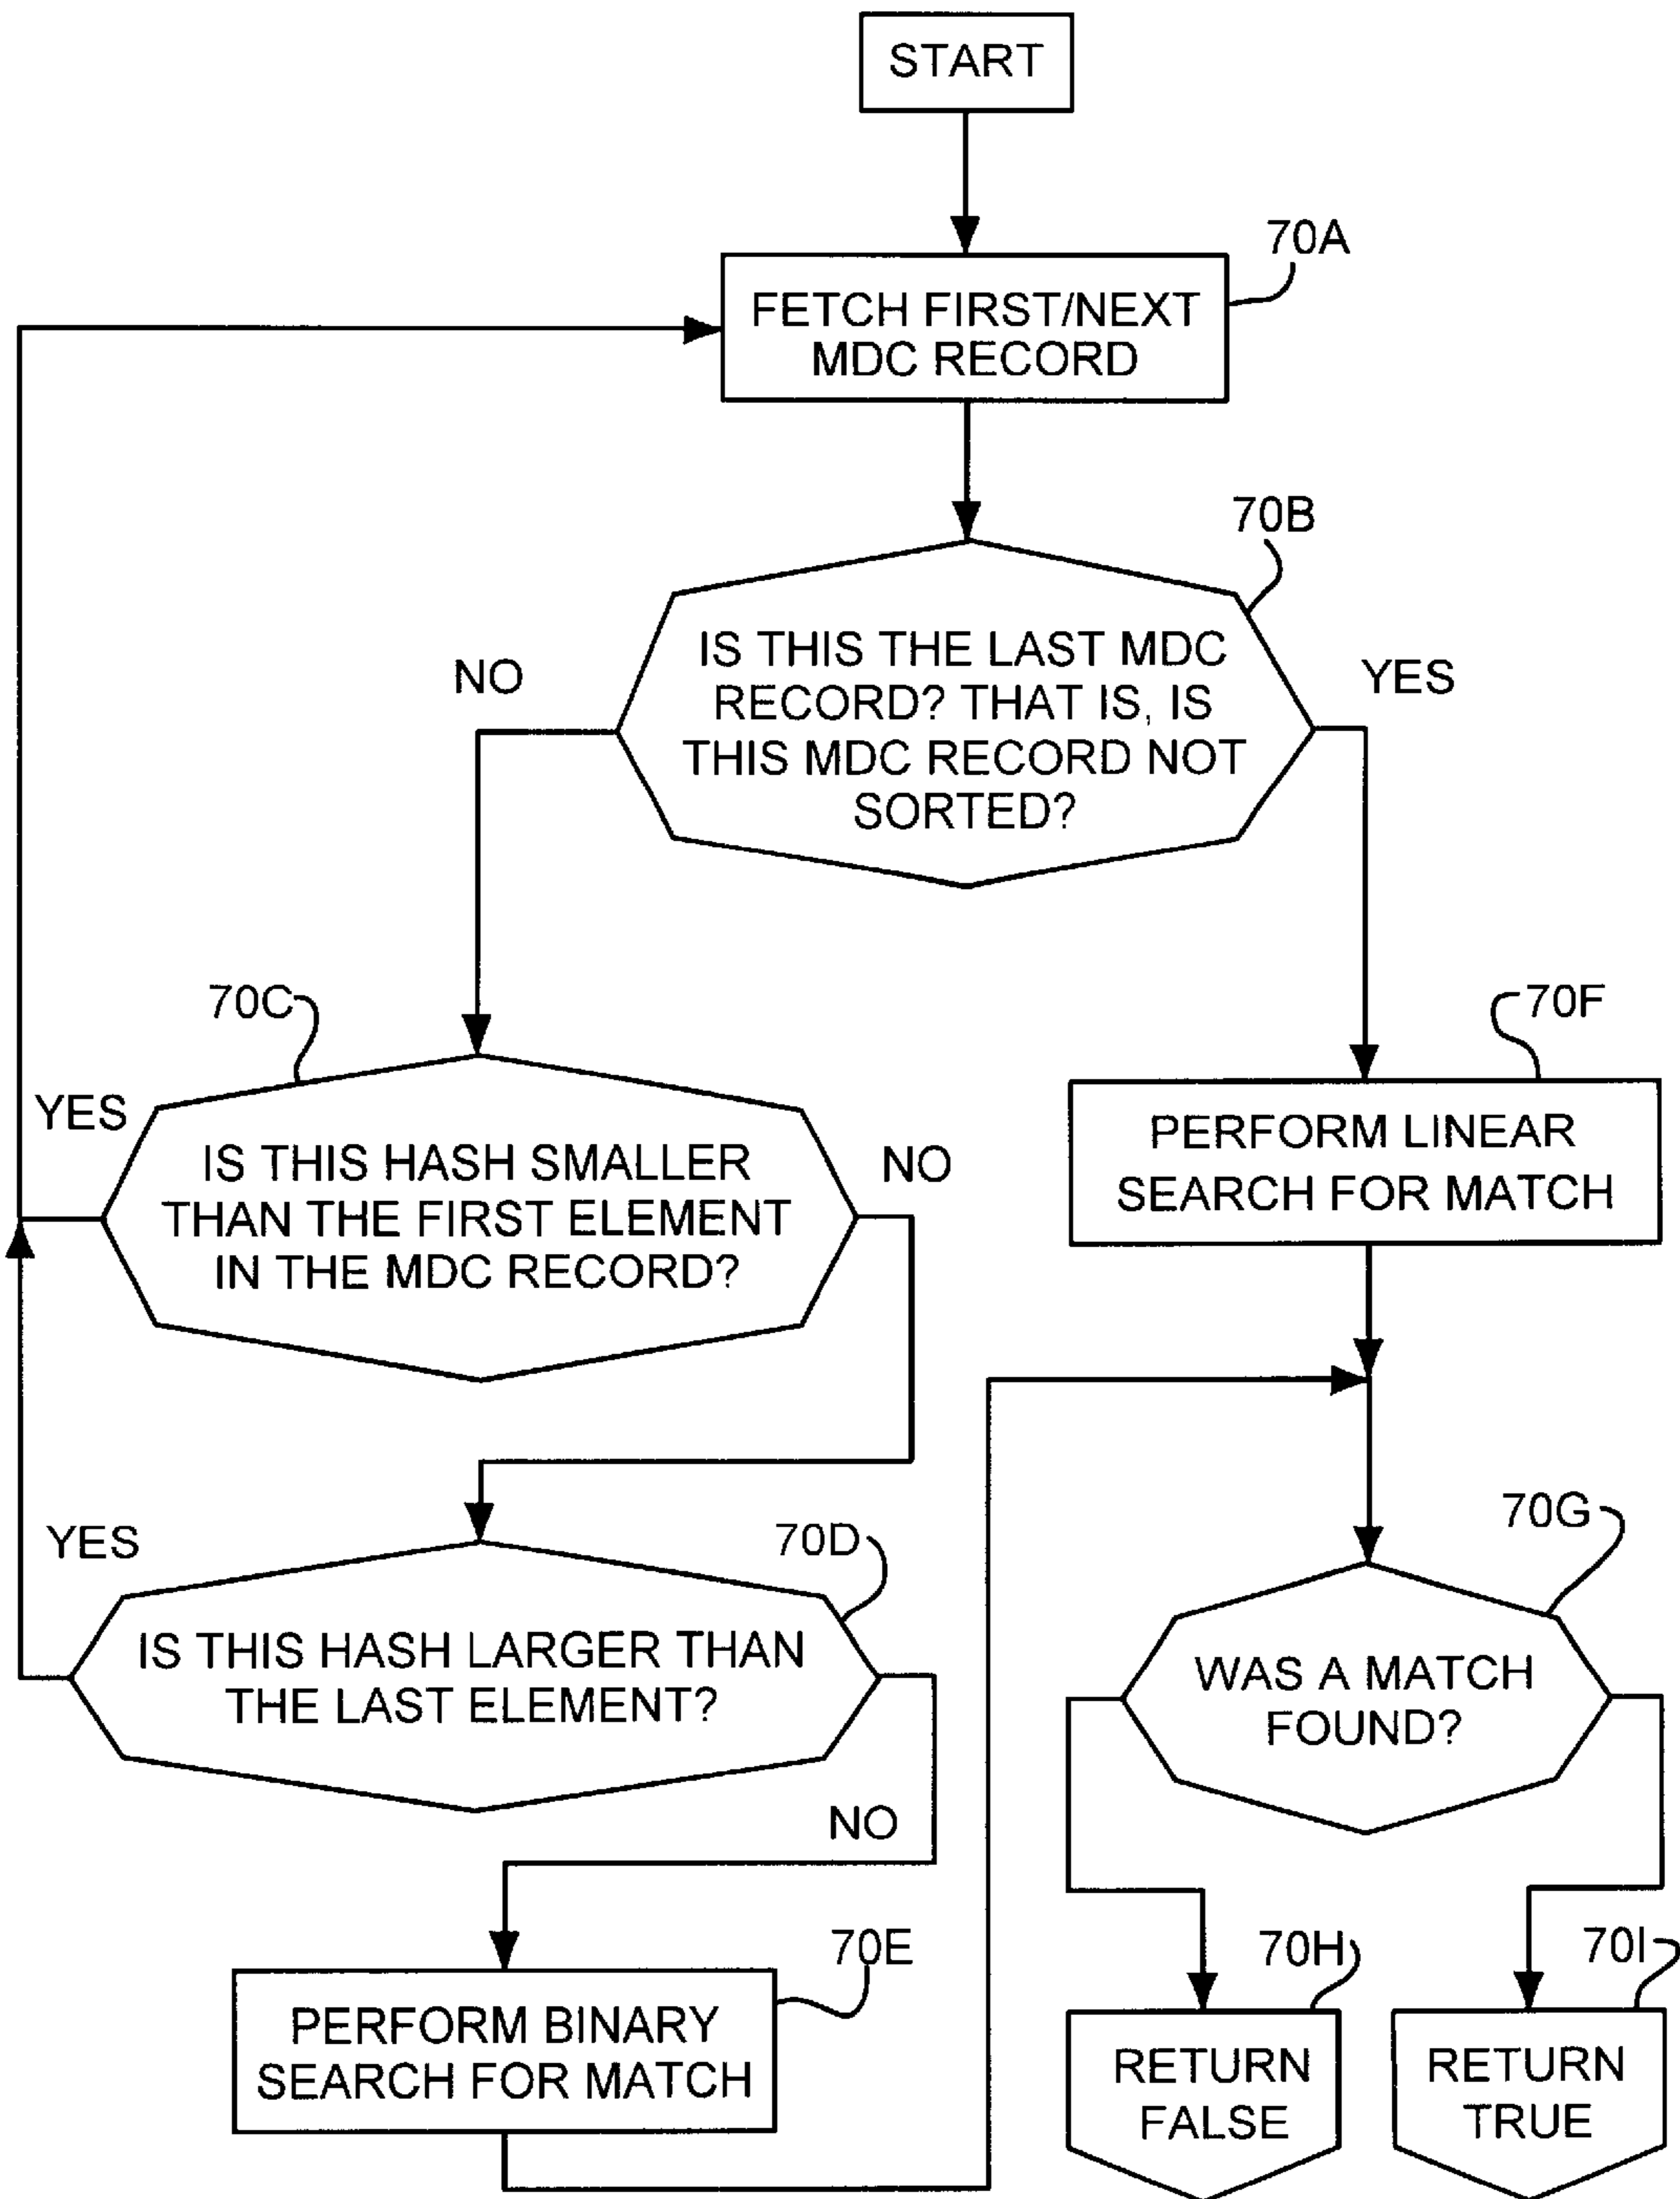 START
70A
FETCH FIRST/NEXT
MDC RECORD
70B
IS THIS THE LAST MDC
RECORD? THAT IS, IS
THIS MDC RECORD NOT
SORTED?
NO
YES
70C
70F
YES
IS THIS HASH SMALLER
THAN THE FIRST ELEMENT
IN THE MDC RECORD?
NO
PERFORM LINEAR
SEARCH FOR MATCH
YES
70D
70G
IS THIS HASH LARGER THAN
THE LAST ELEMENT?
WAS A MATCH
FOUND?
NO
70E
70H
70I
PERFORM BINARY
SEARCH FOR MATCH
RETURN
FALSE
RETURN
TRUE